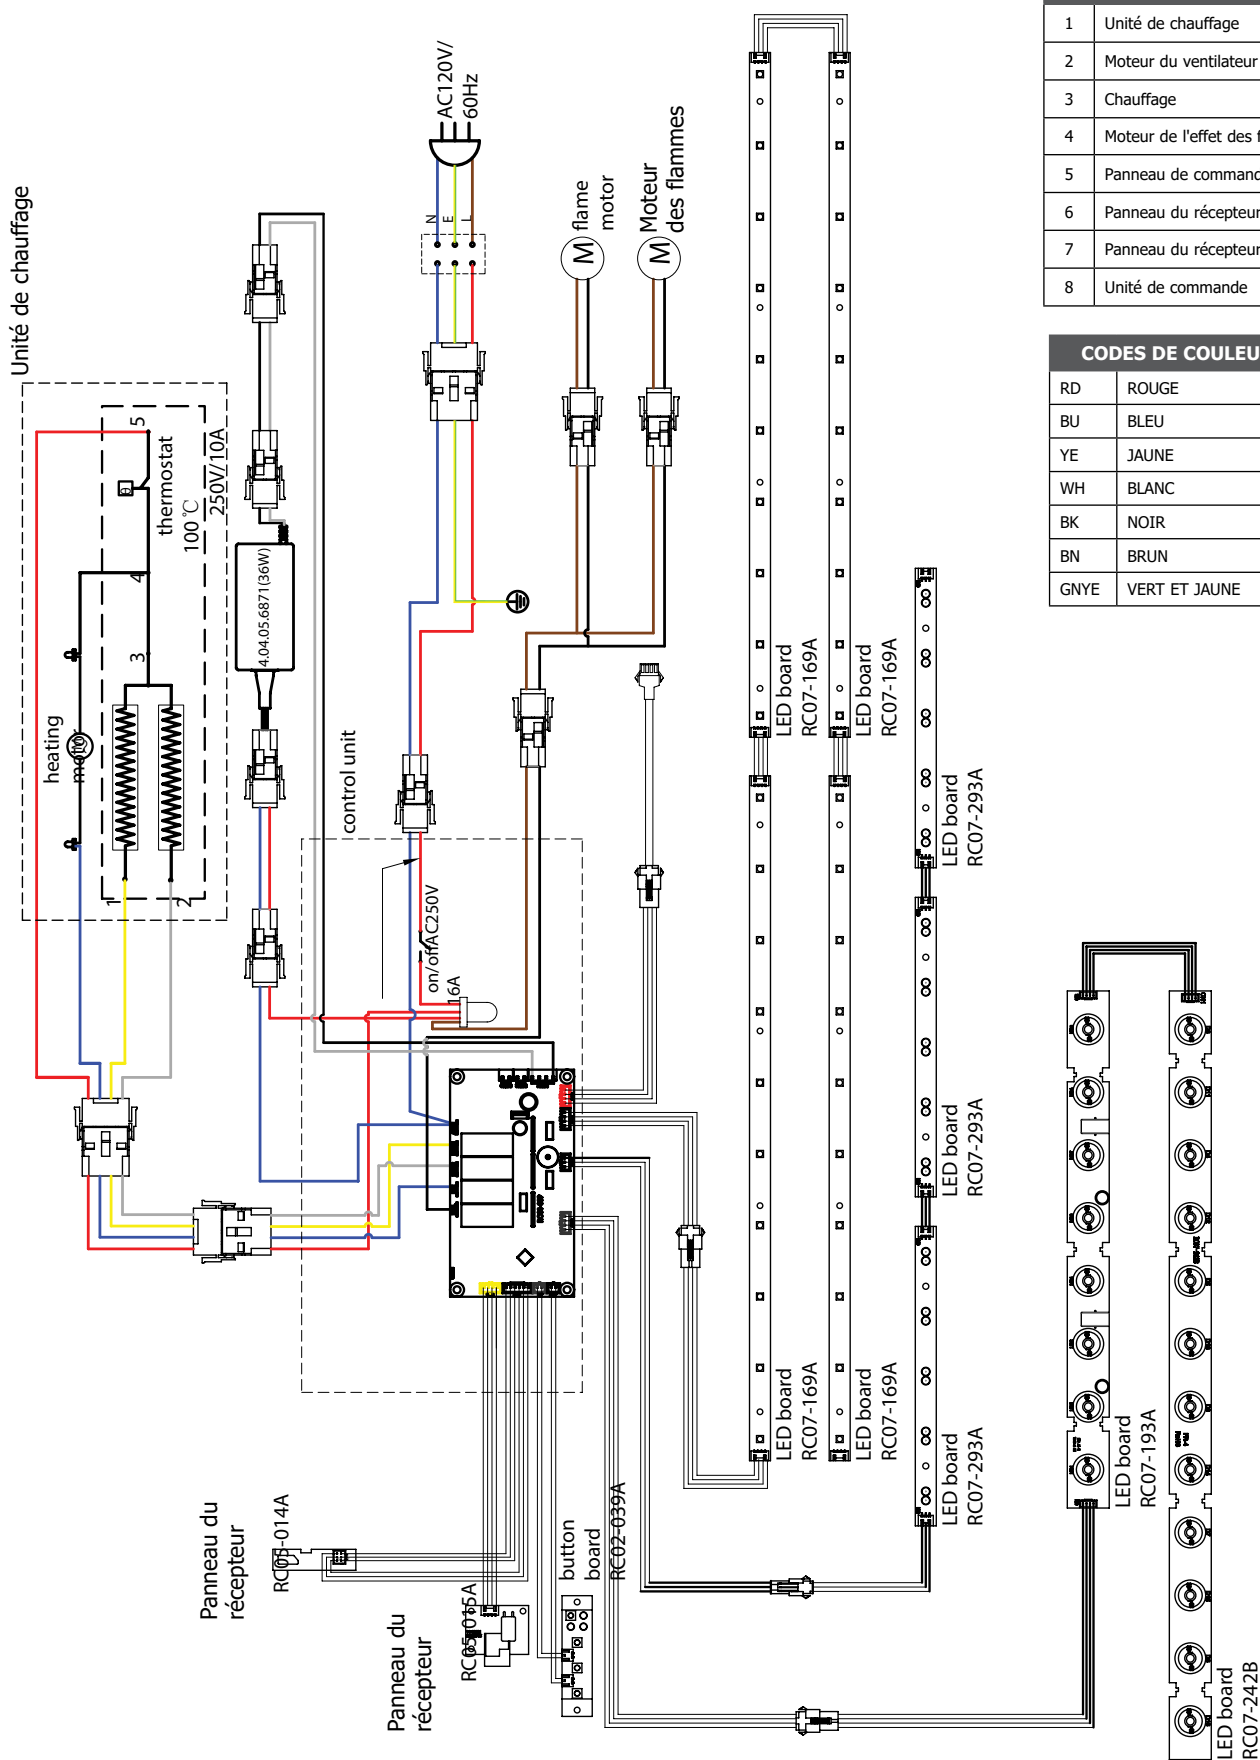 1 Unité de chauffage
2 Moteur du ventilateur
3 Chauffage
4 Moteur de l'effet des f
5 Panneau de command
6 Panneau du récepteur
7 Panneau du récepteur
8 Unité de commande
CODES DE COULEU
RD ROUGE
BU BLEU
YE JAUNE
WH BLANC
BK NOIR
BN BRUN
GNYE VERT ET JAUNE
Unité de chauffage
heating
motor
thermostat
100℃
250V/10A
1
2
3
4
5
4.04.05.6871(36W)
AC120V/
60Hz
N
E
L
M
flame
motor
M
Moteur
des flammes
control unit
on/off
AC250V
16A
Panneau du
récepteur
RC05-014A
Panneau du
récepteur
RC05-015A
button
board
RC02-039A
LED board
RC07-169A
LED board
RC07-169A
LED board
RC07-169A
LED board
RC07-169A
LED board
RC07-293A
LED board
RC07-293A
LED board
RC07-293A
LED board
RC07-193A
LED board
RC07-242B